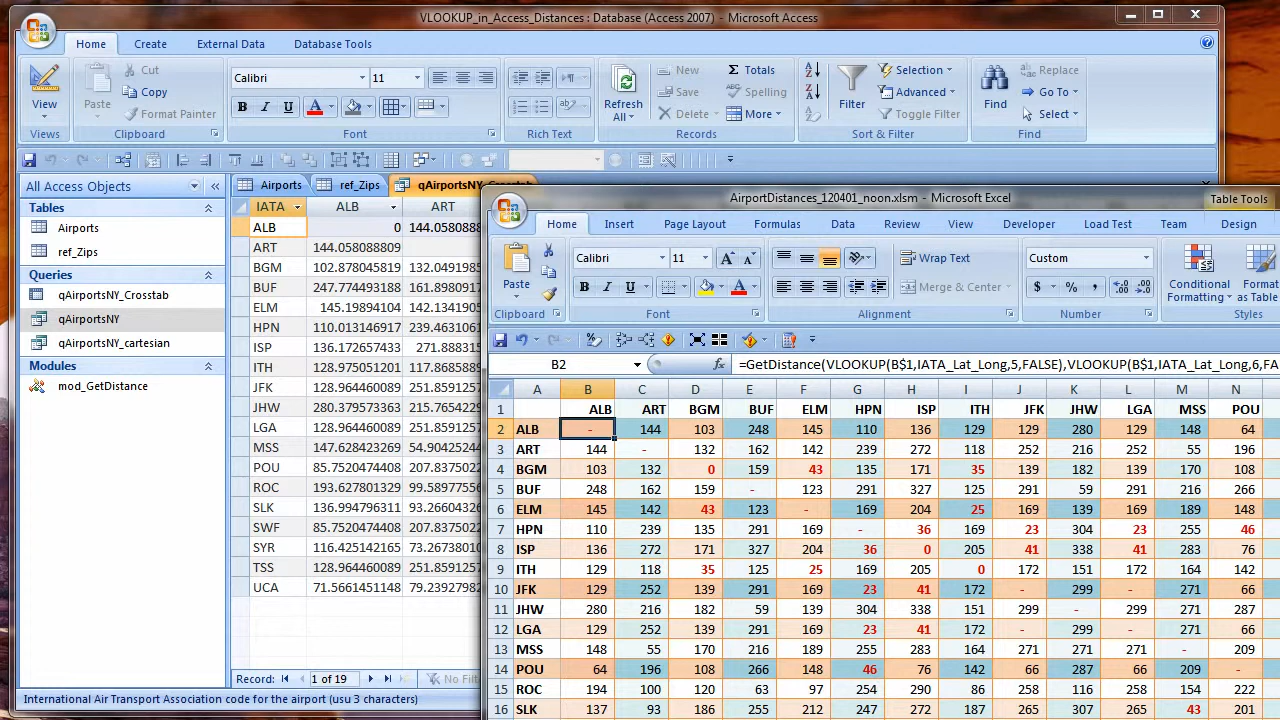 VLOOKUP_in_Access_Distances : Database (Access 2007) - Microsoft Access
Home Create External Data Database Tools
View Paste Cut Copy Format Painter Calibri 11 Refresh All New Save Delete Totals Spelling More Filter Selection Advanced Toggle Filter Find Replace Go To Select
Views Clipboard Font Rich Text Records Sort & Filter Find
All Access Objects
Tables
Airports
ref_Zips
Queries
qAirportsNY_Crosstab
qAirportsNY
qAirportsNY_cartesian
Modules
mod_GetDistance
Airports ref_Zips qAirportsNY_Crosstab
IATA ALB ART
ALB 0 144.0580888
ART 144.058088809
BGM 102.878045819 132.0491985
BUF 247.774493188 161.8980917
ELM 145.19894104 142.1341905
HPN 110.013146917 239.4631061
ISP 136.172657433 271.888315
ITH 128.975051201 117.8685189
JFK 128.964460089 251.8591257
JHW 280.379573363 215.7654229
LGA 128.964460089 251.8591257
MSS 147.628423369 54.90459177
POU 85.7520474408 207.8373515
ROC 193.627801329 99.58977556
SLK 136.994796311 93.26604326
SWF 85.7520474408 207.8373515
SYR 116.425142165 73.26738010
TSS 128.964460089 251.8591257
UCA 71.5661451148 79.23927982
Record: 1 of 19 No Fil
International Air Transport Association code for the airport (usu 3 characters)
AirportDistances_120401_noon.xlsm - Microsoft Excel Table Tools
Home Insert Page Layout Formulas Data Review View Developer Load Test Team Design
Paste Calibri 11 Wrap Text Merge & Center Custom Conditional Formatting Format as Table
Clipboard Font Alignment Number Styles
B2 =GetDistance(VLOOKUP(B$1,IATA_Lat_Long,5,FALSE),VLOOKUP(B$1,IATA_Lat_Long,6,FA
A B C D E F G H I J K L M N
1 ALB ART BGM BUF ELM HPN ISP ITH JFK JHW LGA MSS POU
2 ALB - 144 103 248 145 110 136 129 129 280 129 148 64
3 ART 144 - 132 162 142 239 272 118 252 216 252 55 196
4 BGM 103 132 0 159 43 135 171 35 139 182 139 170 108
5 BUF 248 162 159 - 123 291 327 125 291 59 291 216 266
6 ELM 145 142 43 123 - 169 204 25 169 139 169 189 148
7 HPN 110 239 135 291 169 - 36 169 23 304 23 255 46
8 ISP 136 272 171 327 204 36 0 205 41 338 41 283 76
9 ITH 129 118 35 125 25 169 205 0 172 151 172 164 142
10 JFK 129 252 139 291 169 23 41 172 - 299 - 271 66
11 JHW 280 216 182 59 139 304 338 151 299 - 299 271 287
12 LGA 129 252 139 291 169 23 41 172 - 299 - 271 66
13 MSS 148 55 170 216 189 255 283 164 271 271 271 - 209
14 POU 64 196 108 266 148 46 76 142 66 287 66 209 -
15 ROC 194 100 120 63 97 254 290 86 258 116 258 154 222
16 SLK 137 93 186 255 212 247 272 185 265 307 265 43 201